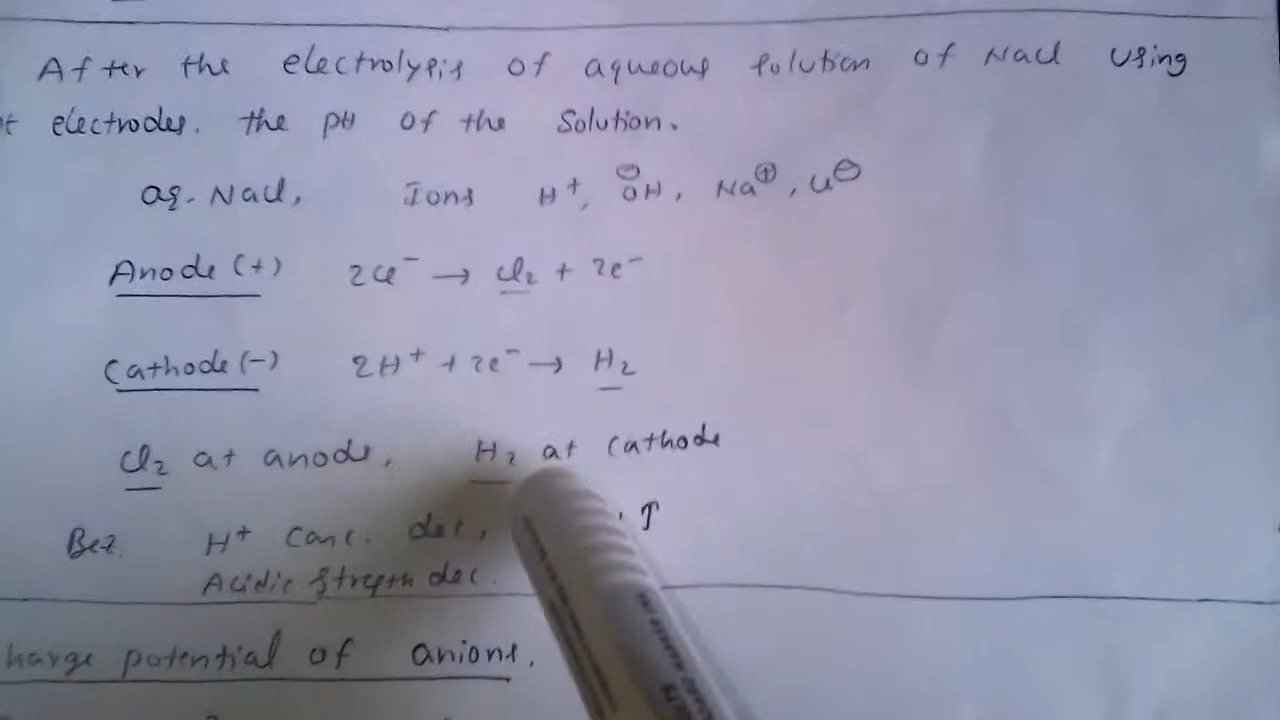 After the electrolysis of aqueous solution of NaCl using
electrodes. the pH of the Solution.
aq. NaCl, Ions H⁺, OH⊖, Na⊕, Cl⊖
Anode (+) 2Cl⁻ → Cl₂ + 2e⁻
Cathode (-) 2H⁺ + 2e⁻ → H₂
Cl₂ at anode, H₂ at Cathode
Bcz H⁺ Conc. dec, ↑
Acidic Strength dec.
harge potential of anions.